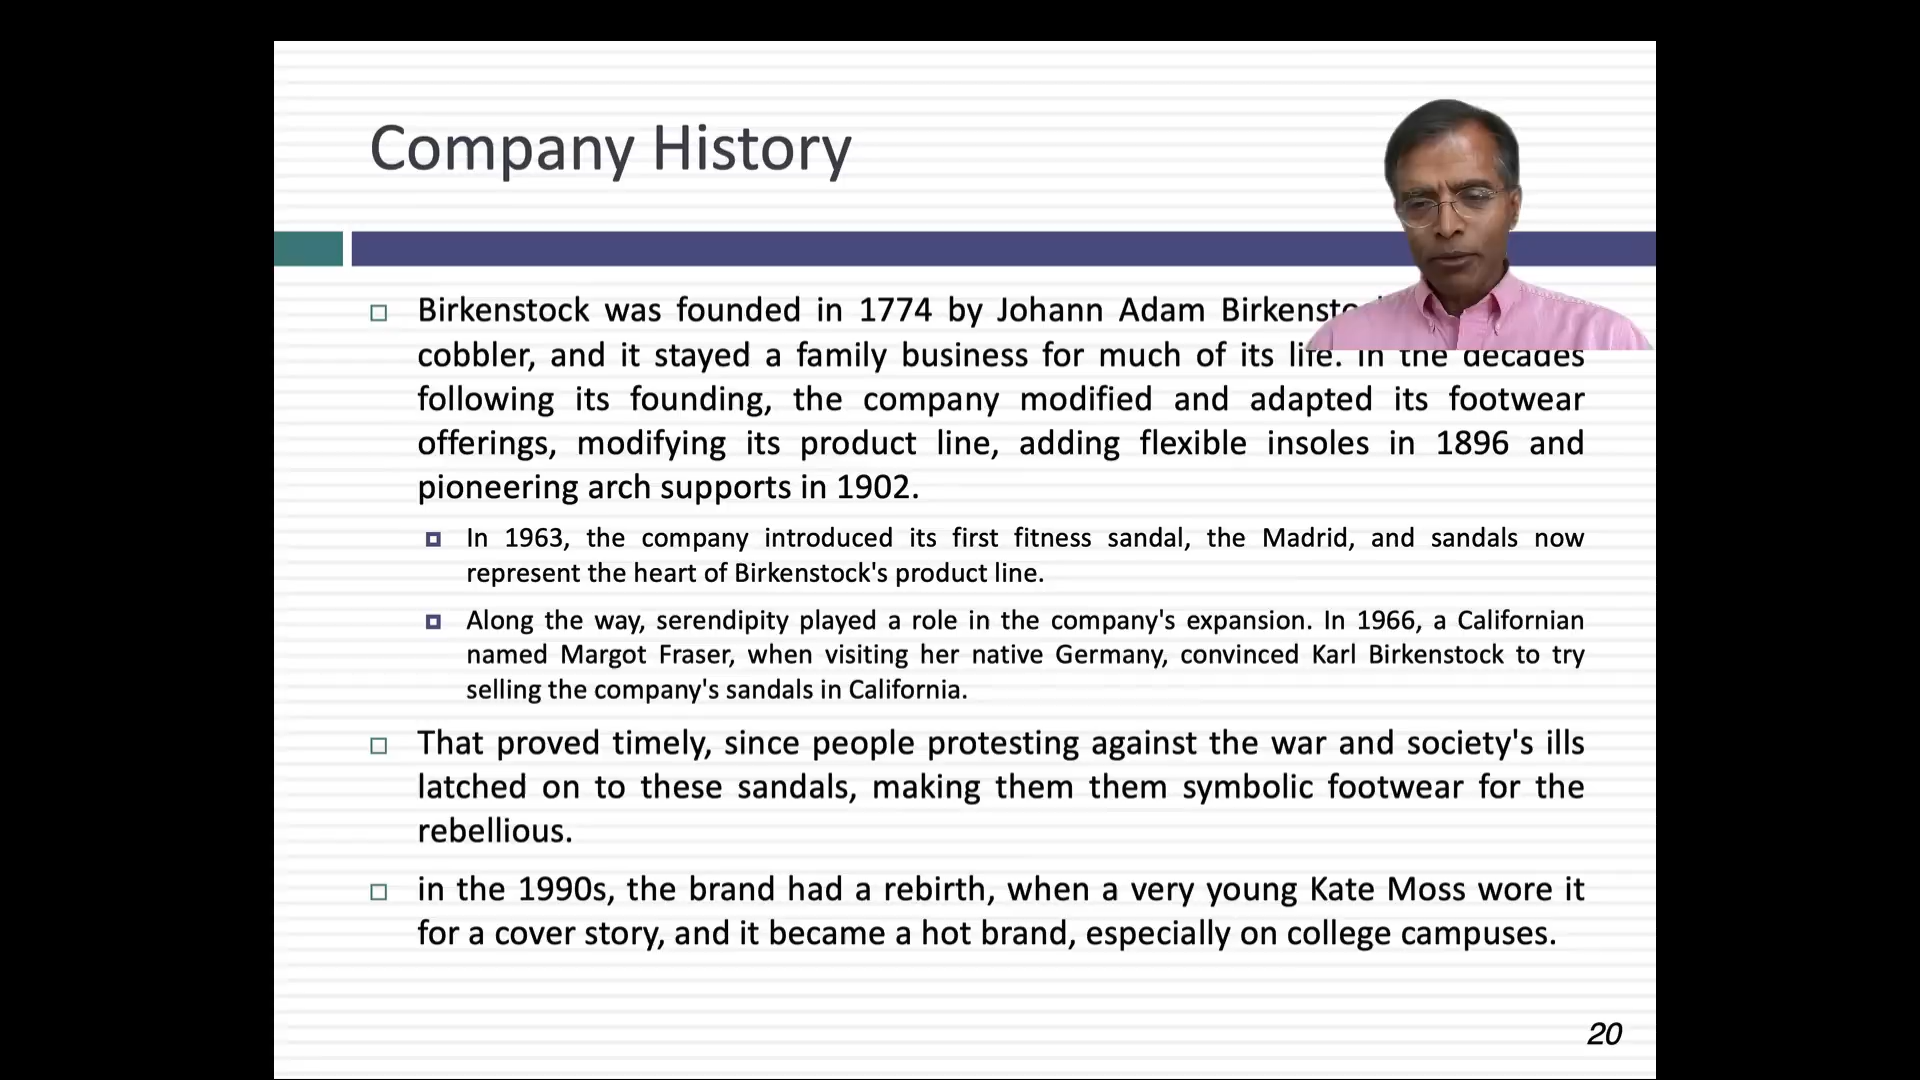 Company History
Birkenstock was founded in 1774 by Johann Adam
cobbler, and it stayed a family business for much of its life. In the decades
following its founding, the company modified and adapted its footwear
offerings, modifying its product line, adding flexible insoles in 1896 and
pioneering arch supports in 1902.
In 1963, the company introduced its first fitness sandal, the Madrid, and sandals now
represent the heart of Birkenstock's product line.
Along the way, serendipity played a role in the company's expansion. In 1966, a Californian
named Margot Fraser, when visiting her native Germany, convinced Karl Birkenstock to try
selling the company's sandals in California.
That proved timely, since people protesting against the war and society's ills
latched on to these sandals, making them them symbolic footwear for the
rebellious.
in the 1990s, the brand had a rebirth, when a very young Kate Moss wore it
for a cover story, and it became a hot brand, especially on college campuses.
20